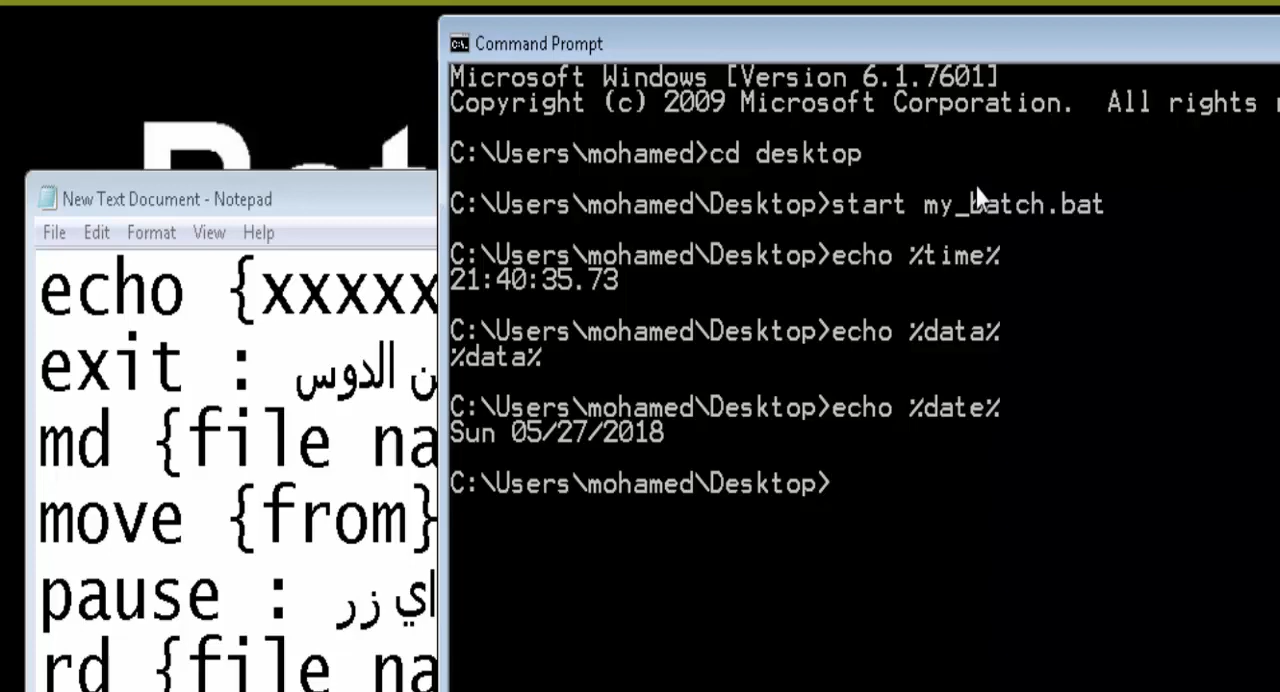 New Text Document - Notepad
File Edit Format View Help
echo {xxxxx
exit : ن الدوس
md {file na
move {from}
pause : اي زر
rd {file na
Command Prompt
Microsoft Windows [Version 6.1.7601]
Copyright (c) 2009 Microsoft Corporation. All rights
C:\Users\mohamed>cd desktop
C:\Users\mohamed\Desktop>start my_batch.bat
C:\Users\mohamed\Desktop>echo %time%
21:40:35.73
C:\Users\mohamed\Desktop>echo %data%
%data%
C:\Users\mohamed\Desktop>echo %date%
Sun 05/27/2018
C:\Users\mohamed\Desktop>